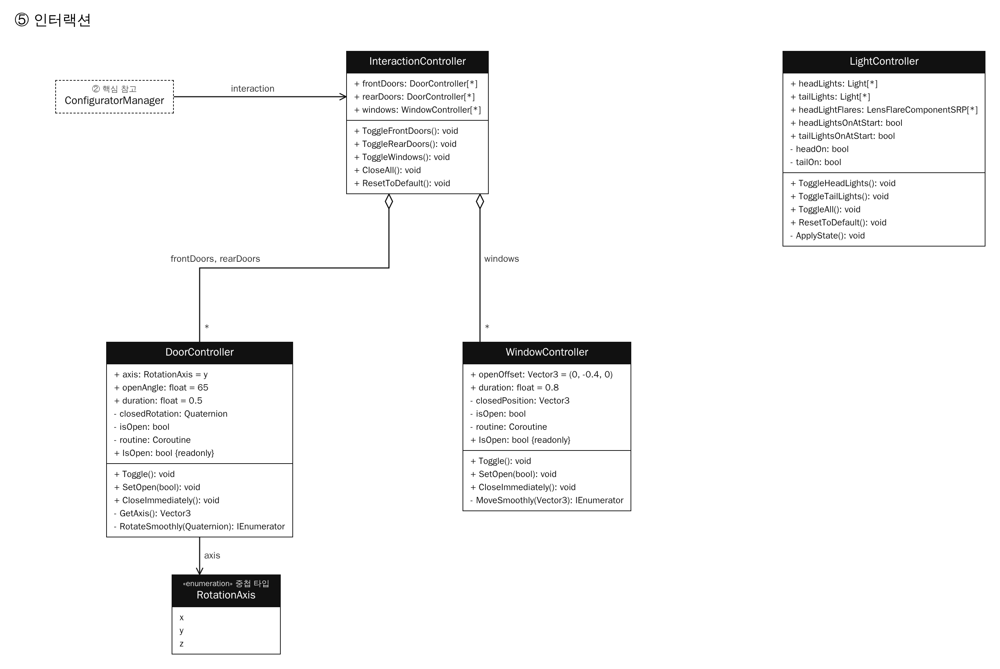 ⑤ 인터랙션
② 핵심 참고
ConfiguratorManager
interaction
InteractionController
+ frontDoors: DoorController[*]
+ rearDoors: DoorController[*]
+ windows: WindowController[*]
+ ToggleFrontDoors(): void
+ ToggleRearDoors(): void
+ ToggleWindows(): void
+ CloseAll(): void
+ ResetToDefault(): void
LightController
+ headLights: Light[*]
+ tailLights: Light[*]
+ headLightFlares: LensFlareComponentSRP[*]
+ headLightsOnAtStart: bool
+ tailLightsOnAtStart: bool
- headOn: bool
- tailOn: bool
+ ToggleHeadLights(): void
+ ToggleTailLights(): void
+ ToggleAll(): void
+ ResetToDefault(): void
- ApplyState(): void
frontDoors, rearDoors
windows
*
*
DoorController
+ axis: RotationAxis = y
+ openAngle: float = 65
+ duration: float = 0.5
- closedRotation: Quaternion
- isOpen: bool
- routine: Coroutine
+ IsOpen: bool {readonly}
+ Toggle(): void
+ SetOpen(bool): void
+ CloseImmediately(): void
- GetAxis(): Vector3
- RotateSmoothly(Quaternion): IEnumerator
WindowController
+ openOffset: Vector3 = (0, -0.4, 0)
+ duration: float = 0.8
- closedPosition: Vector3
- isOpen: bool
- routine: Coroutine
+ IsOpen: bool {readonly}
+ Toggle(): void
+ SetOpen(bool): void
+ CloseImmediately(): void
- MoveSmoothly(Vector3): IEnumerator
axis
«enumeration» 중첩 타입
RotationAxis
x
y
z